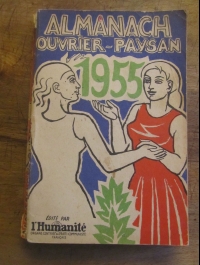 ALMANACH
OUVRIER-PAYSAN
1955
ÉDITÉ PAR
l'Humanité